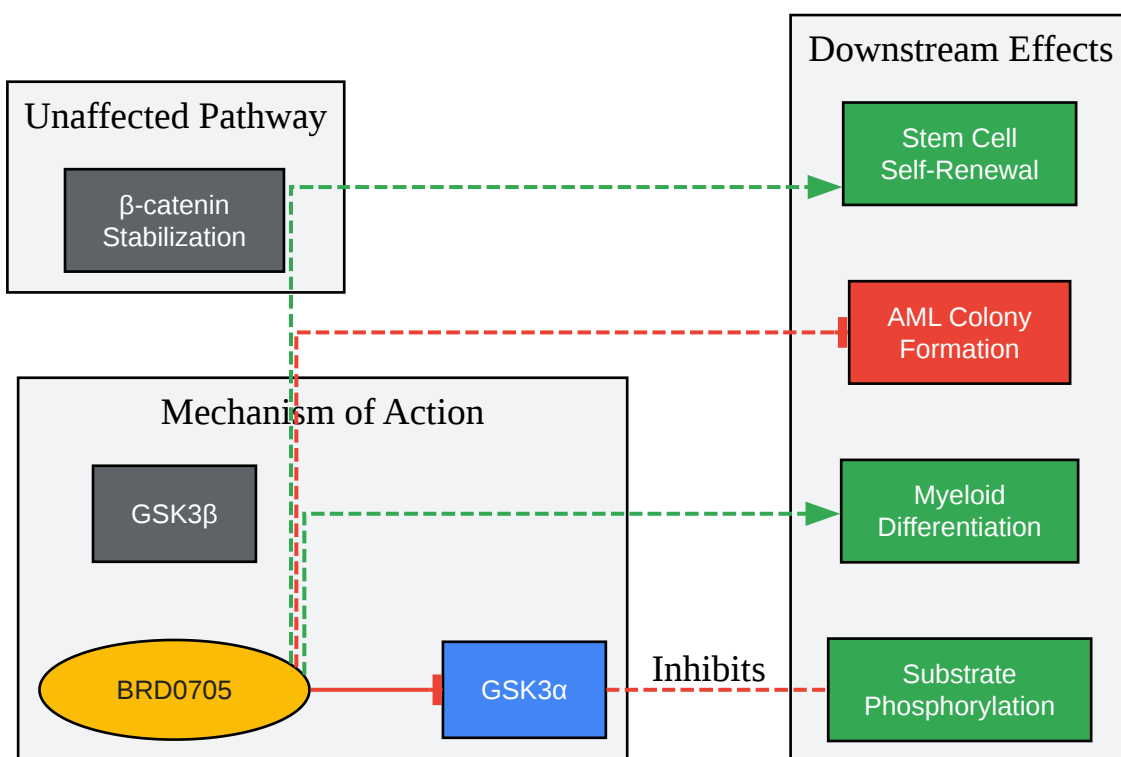 Downstream Effects
Unaffected Pathway
Stem Cell
Self-Renewal
β-catenin
Stabilization
AML Colony
Formation
Mechanism of Action
GSK3β
Myeloid
Differentiation
BRD0705
GSK3α
Inhibits
Substrate
Phosphorylation